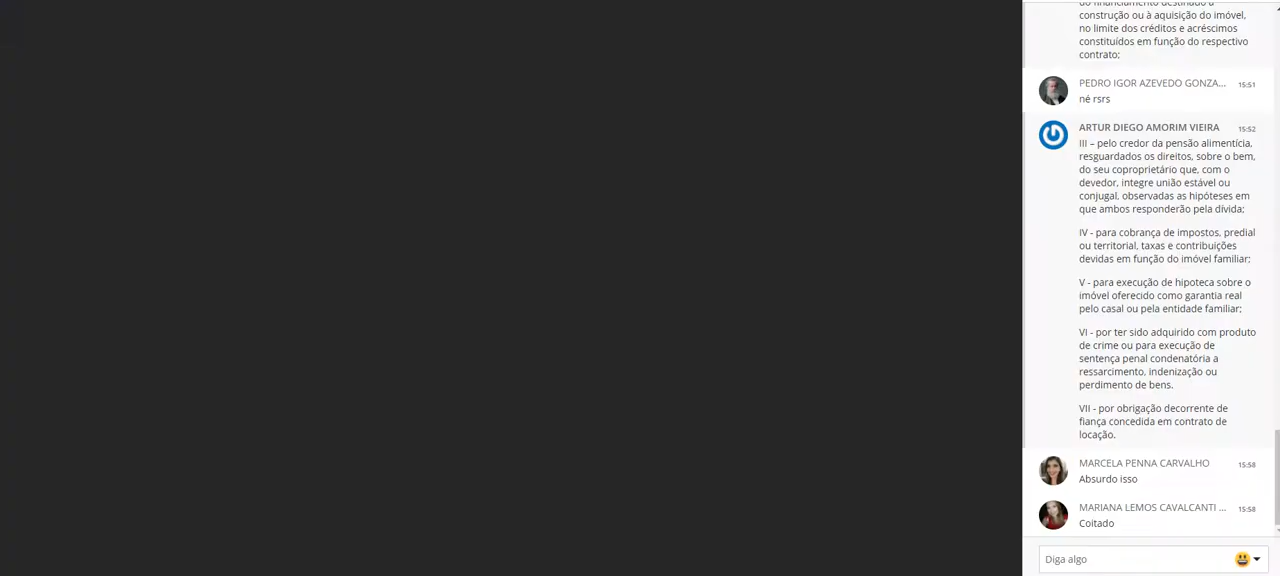 do financiamento destinado à
construção ou à aquisição do imóvel,
no limite dos créditos e acréscimos
constituídos em função do respectivo
contrato;
PEDRO IGOR AZEVEDO GONZA... 15:51
né rsrs
ARTUR DIEGO AMORIM VIEIRA 15:52
III – pelo credor da pensão alimentícia,
resguardados os direitos, sobre o bem,
do seu coproprietário que, com o
devedor, integre união estável ou
conjugal, observadas as hipóteses em
que ambos responderão pela dívida;
IV - para cobrança de impostos, predial
ou territorial, taxas e contribuições
devidas em função do imóvel familiar;
V - para execução de hipoteca sobre o
imóvel oferecido como garantia real
pelo casal ou pela entidade familiar;
VI - por ter sido adquirido com produto
de crime ou para execução de
sentença penal condenatória a
ressarcimento, indenização ou
perdimento de bens.
VII - por obrigação decorrente de
fiança concedida em contrato de
locação.
MARCELA PENNA CARVALHO 15:58
Absurdo isso
MARIANA LEMOS CAVALCANTI ... 15:58
Coitado
Diga algo